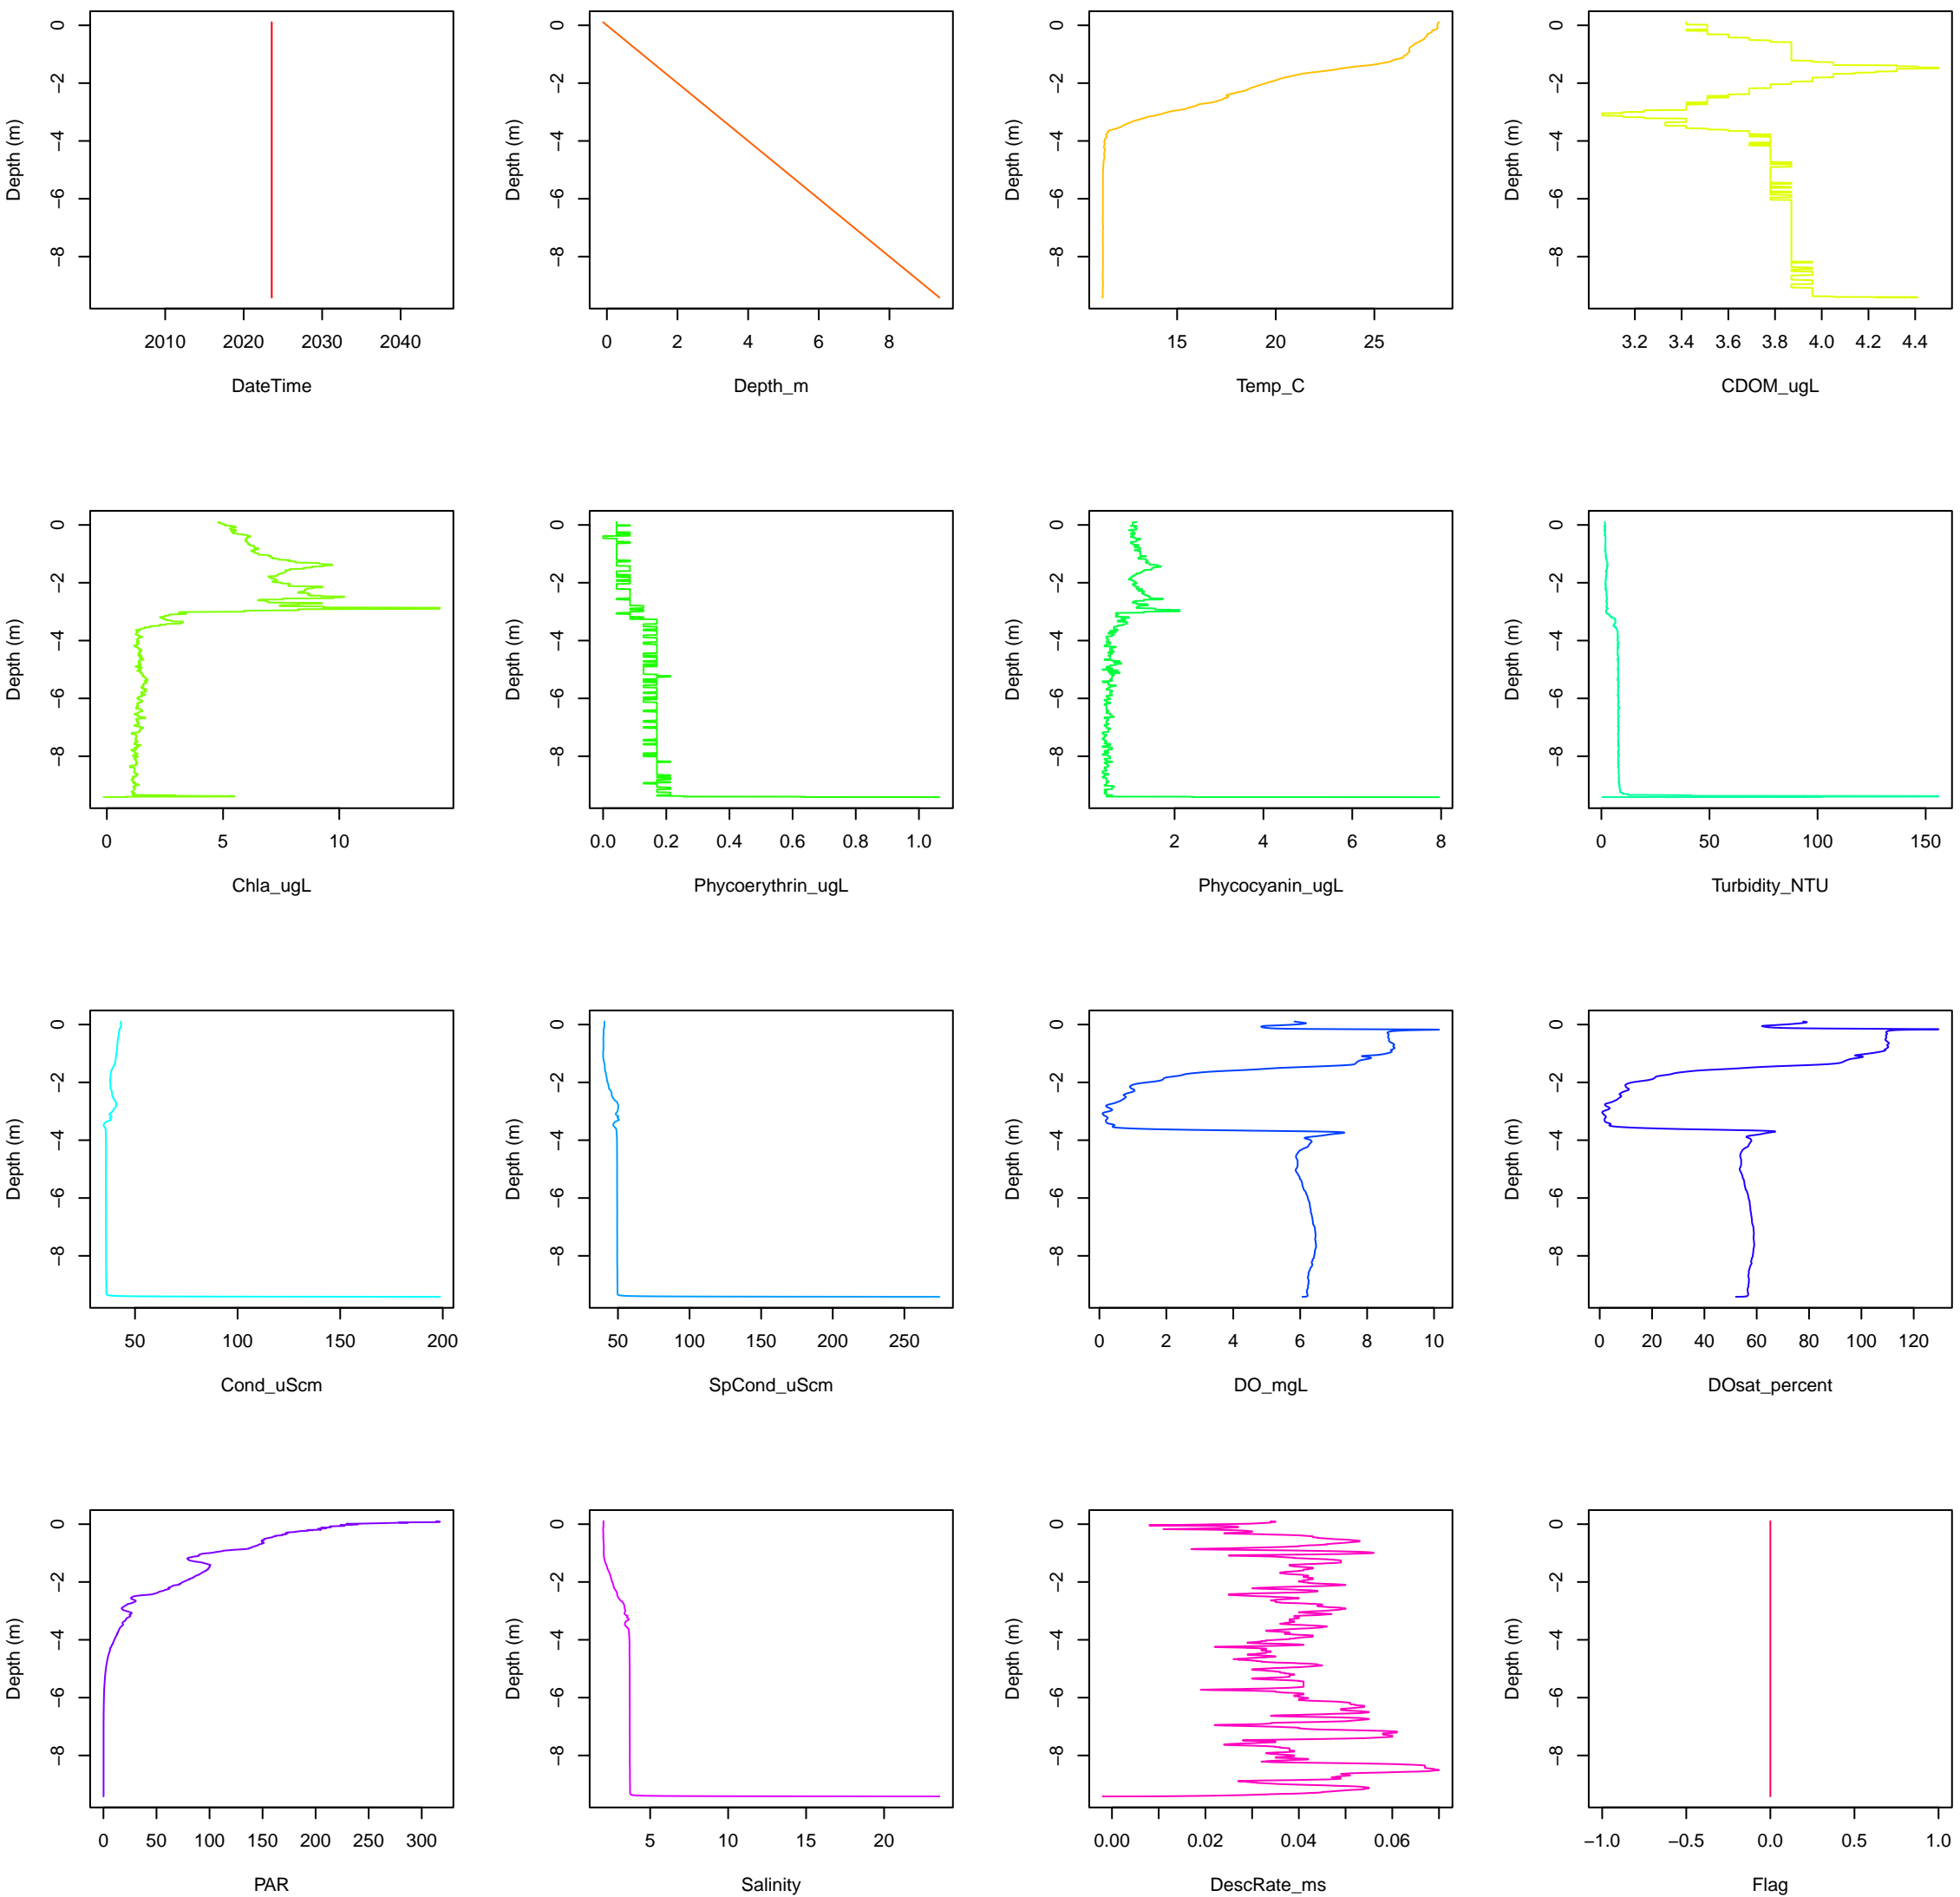 Depth (m)
0
−2
−4
−6
−8
2010 2020 2030 2040
DateTime
Depth (m)
0
−2
−4
−6
−8
0 2 4 6 8
Depth_m
Depth (m)
0
−2
−4
−6
−8
15 20 25
Temp_C
Depth (m)
0
−2
−4
−6
−8
3.2 3.4 3.6 3.8 4.0 4.2 4.4
CDOM_ugL
Depth (m)
0
−2
−4
−6
−8
0 5 10
Chla_ugL
Depth (m)
0
−2
−4
−6
−8
0.0 0.2 0.4 0.6 0.8 1.0
Phycoerythrin_ugL
Depth (m)
0
−2
−4
−6
−8
2 4 6 8
Phycocyanin_ugL
Depth (m)
0
−2
−4
−6
−8
0 50 100 150
Turbidity_NTU
Depth (m)
0
−2
−4
−6
−8
50 100 150 200
Cond_uScm
Depth (m)
0
−2
−4
−6
−8
50 100 150 200 250
SpCond_uScm
Depth (m)
0
−2
−4
−6
−8
0 2 4 6 8 10
DO_mgL
Depth (m)
0
−2
−4
−6
−8
0 20 40 60 80 100 120
DOsat_percent
Depth (m)
0
−2
−4
−6
−8
0 50 100 150 200 250 300
PAR
Depth (m)
0
−2
−4
−6
−8
5 10 15 20
Salinity
Depth (m)
0
−2
−4
−6
−8
0.00 0.02 0.04 0.06
DescRate_ms
Depth (m)
0
−2
−4
−6
−8
−1.0 −0.5 0.0 0.5 1.0
Flag